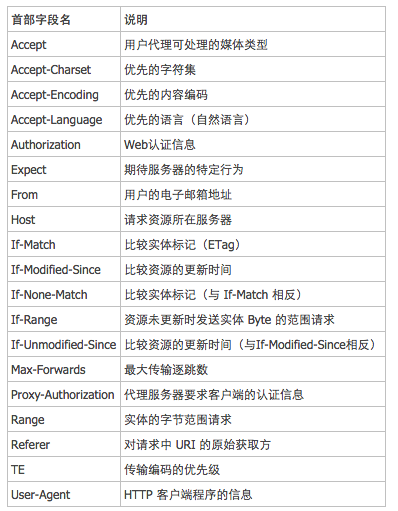 首部字段名 说明
Accept 用户代理可处理的媒体类型
Accept-Charset 优先的字符集
Accept-Encoding 优先的内容编码
Accept-Language 优先的语言（自然语言）
Authorization Web认证信息
Expect 期待服务器的特定行为
From 用户的电子邮箱地址
Host 请求资源所在服务器
If-Match 比较实体标记（ETag）
If-Modified-Since 比较资源的更新时间
If-None-Match 比较实体标记（与 If-Match 相反）
If-Range 资源未更新时发送实体 Byte 的范围请求
If-Unmodified-Since 比较资源的更新时间（与If-Modified-Since相反）
Max-Forwards 最大传输逐跳数
Proxy-Authorization 代理服务器要求客户端的认证信息
Range 实体的字节范围请求
Referer 对请求中 URI 的原始获取方
TE 传输编码的优先级
User-Agent HTTP 客户端程序的信息